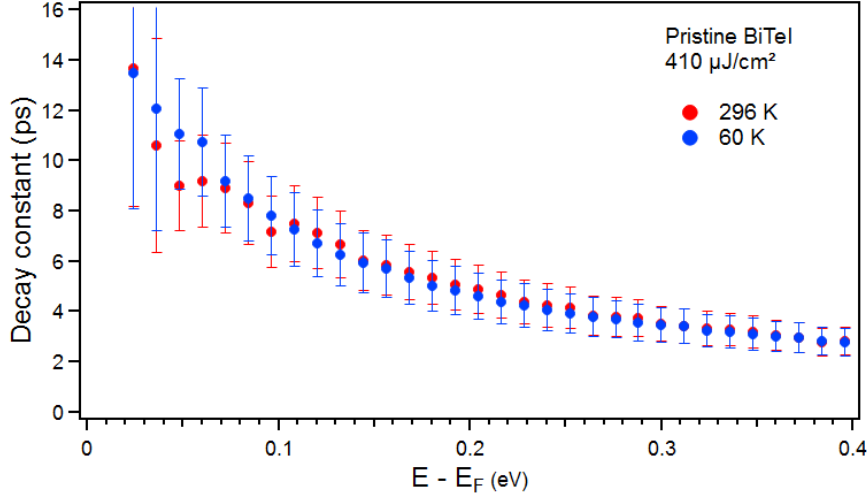 16
14
12
10
8
6
4
2
0
Decay constant (ps)
Pristine BiTeI
410 µJ/cm²
296 K
60 K
0
0.1
0.2
0.3
0.4
E - E_F (eV)